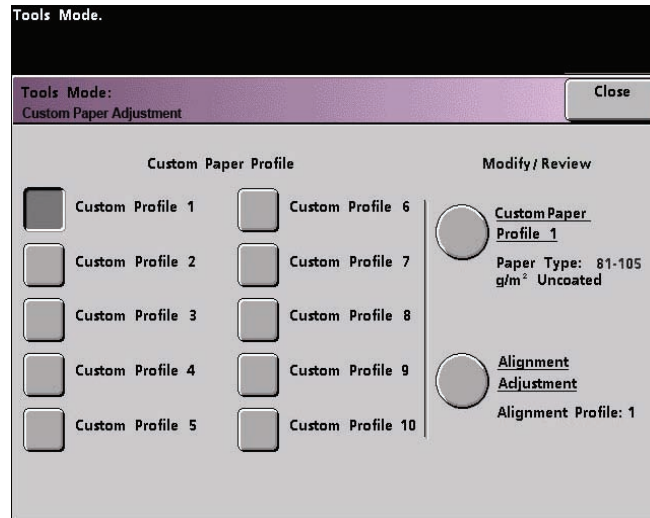 Tools Mode.
Tools Mode:
Close
Custom Paper Adjustment
Custom Paper Profile
Custom Profile 1
Custom Profile 2
Custom Profile 3
Custom Profile 4
Custom Profile 5
Custom Profile 6
Custom Profile 7
Custom Profile 8
Custom Profile 9
Custom Profile 10
Modify/Review
Custom Paper
Profile 1
Paper Type: 81-105
g/m² Uncoated
Alignment
Adjustment
Alignment Profile: 1